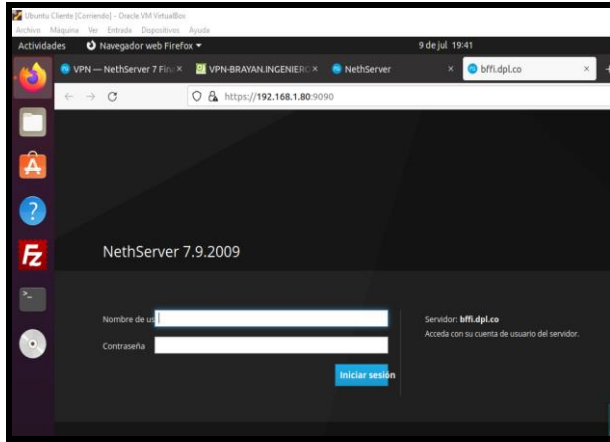 Ubuntu Cliente [Corriendo] - Oracle VM VirtualBox
Archivo Máquina Ver Entrada Dispositivos Ayuda
Actividades Navegador web Firefox 9 de jul 19:41
VPN — NethServer 7 Fin VPN-BRAYAN.INGENIERO NethServer bffi.dpl.co
https://192.168.1.80:9090
NethServer 7.9.2009
Nombre de us
Servidor: bffi.dpl.co
Acceda con su cuenta de usuario del servidor.
Contraseña
Iniciar sesión